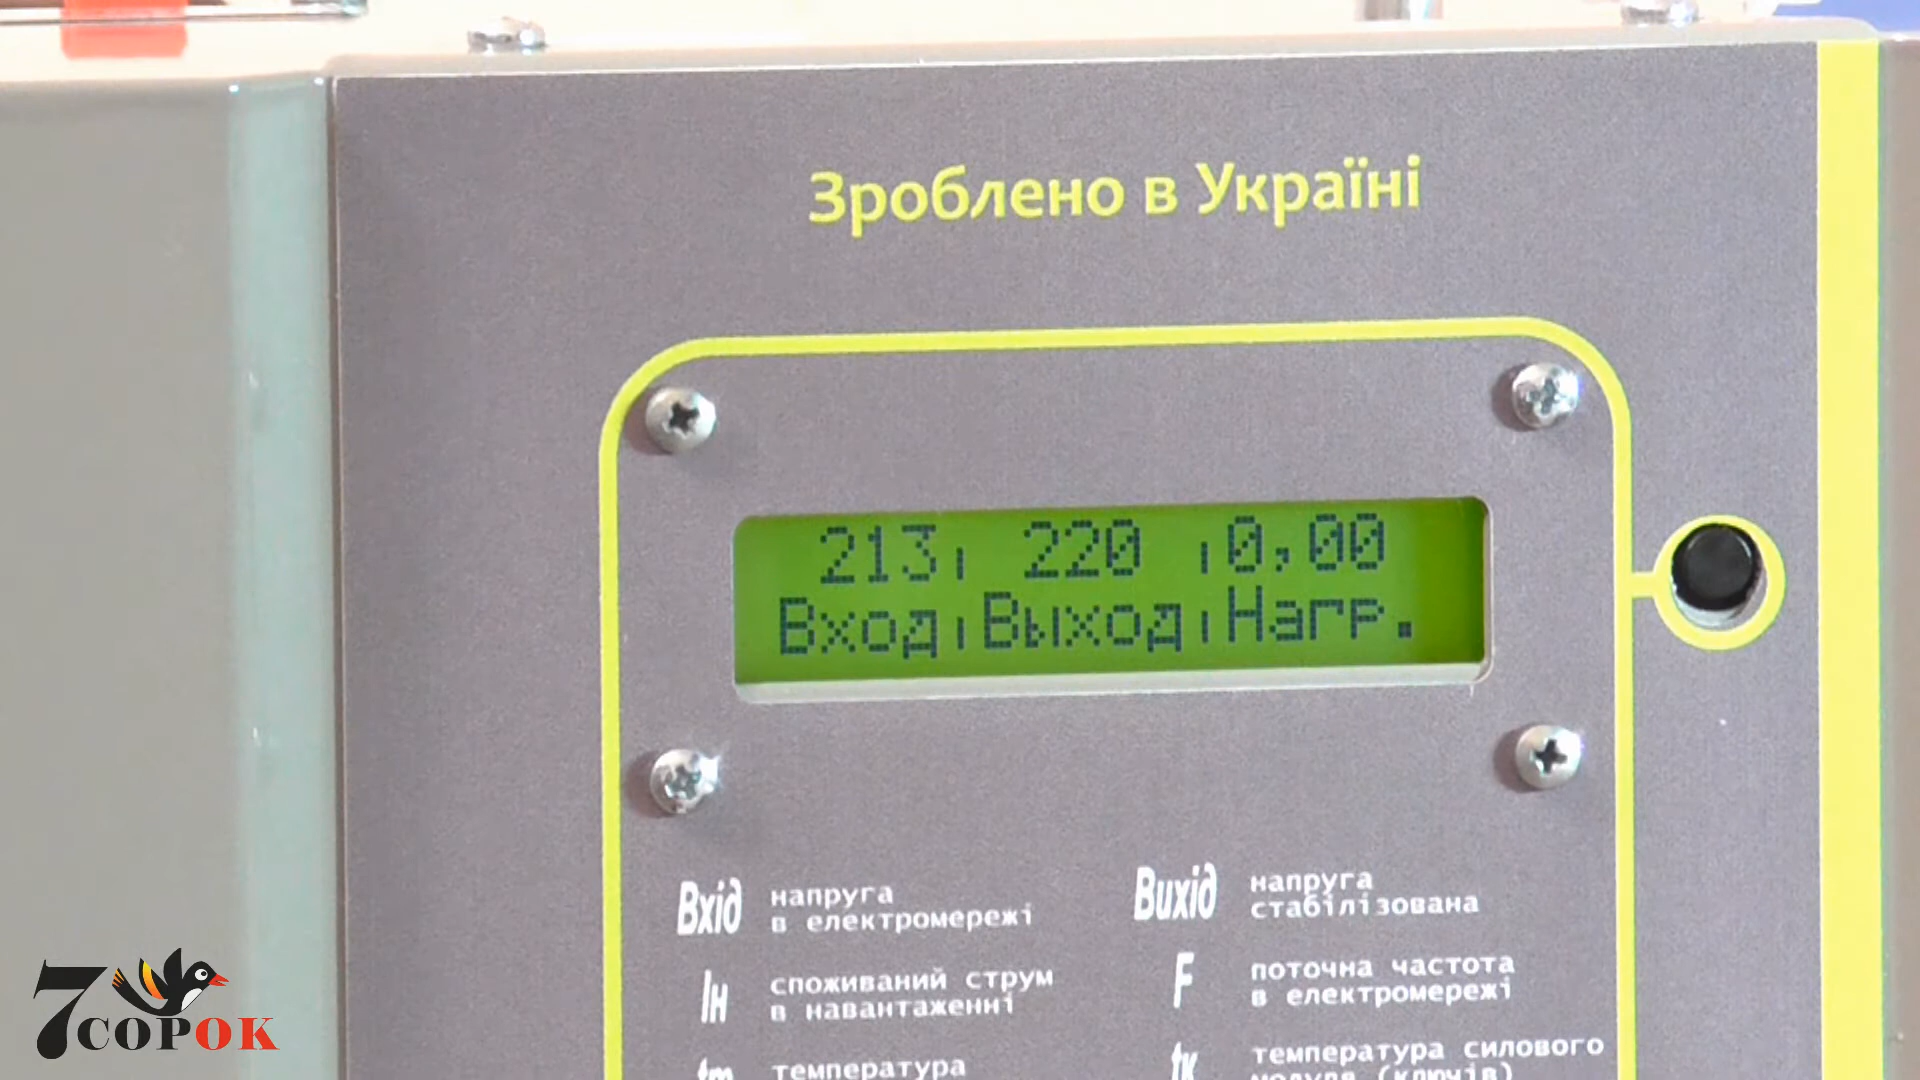 Зроблено в Україні
213¦ 220 ¦0,00
Вход¦Выход¦Нагр.
Вхід напруга
в електромережі
Вихід напруга
стабілізована
Ін споживаний струм
в навантаженні
F поточна частота
в електромережі
tm температура
tк температура силового
модуля (ключів)
7СОРОК